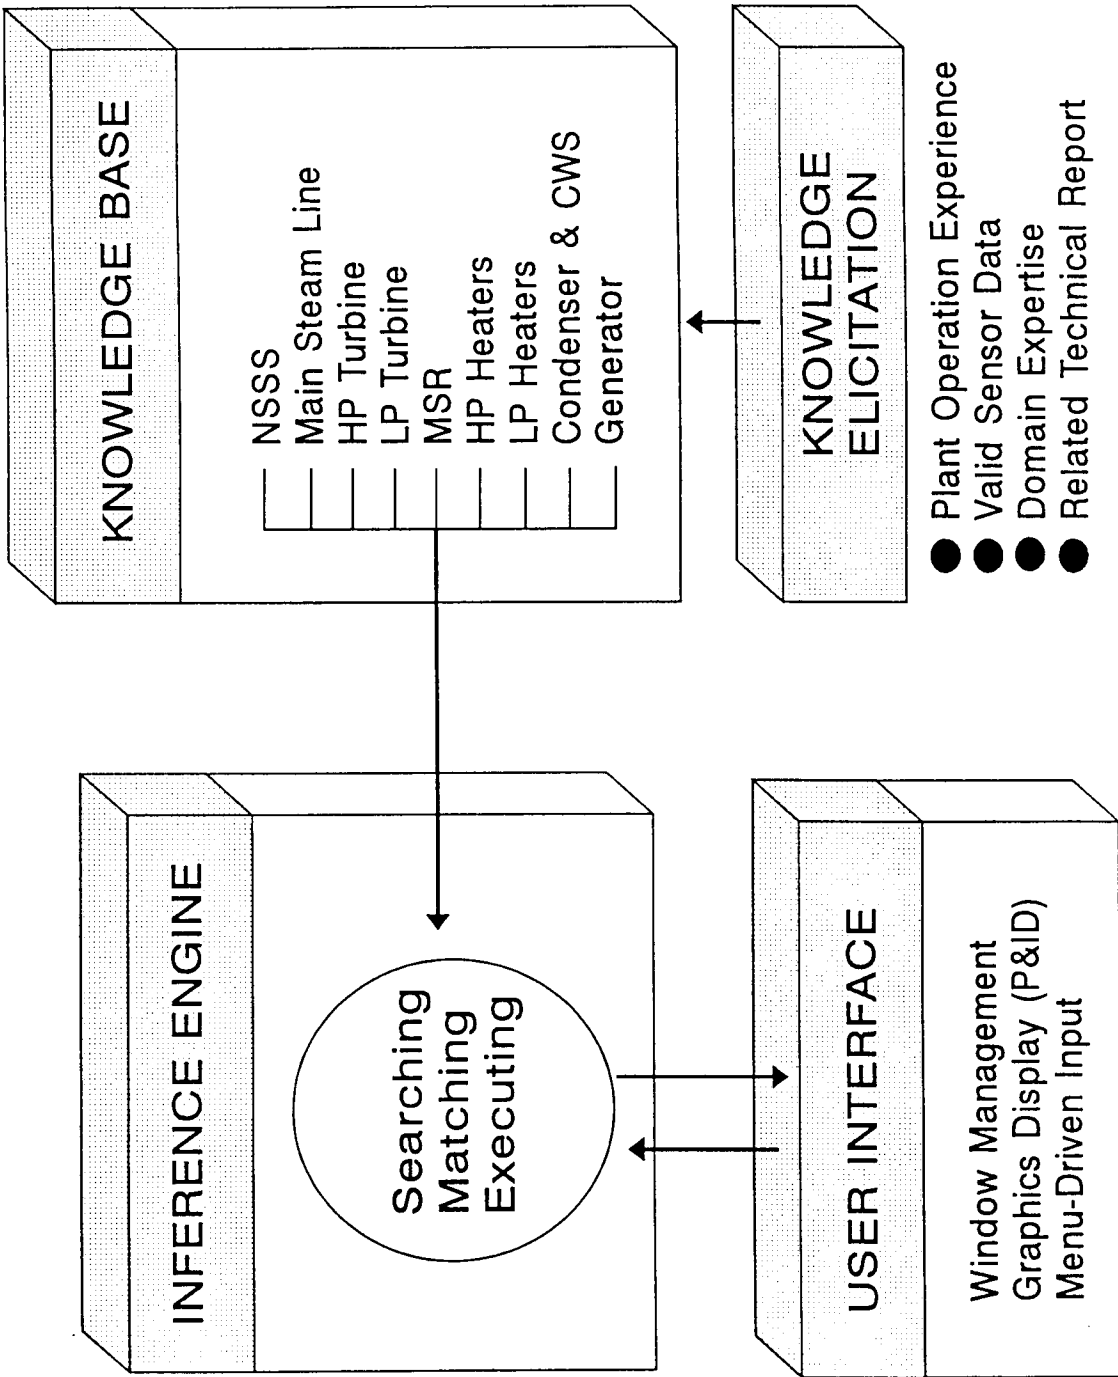 INFERENCE ENGINE
Searching
Matching
Executing
KNOWLEDGE BASE
NSSS
Main Steam Line
HP Turbine
LP Turbine
MSR
HP Heaters
LP Heaters
Condenser & CWS
Generator
USER INTERFACE
Window Management
Graphics Display (P&ID)
Menu-Driven Input
KNOWLEDGE
ELICITATION
Plant Operation Experience
Valid Sensor Data
Domain Expertise
Related Technical Report